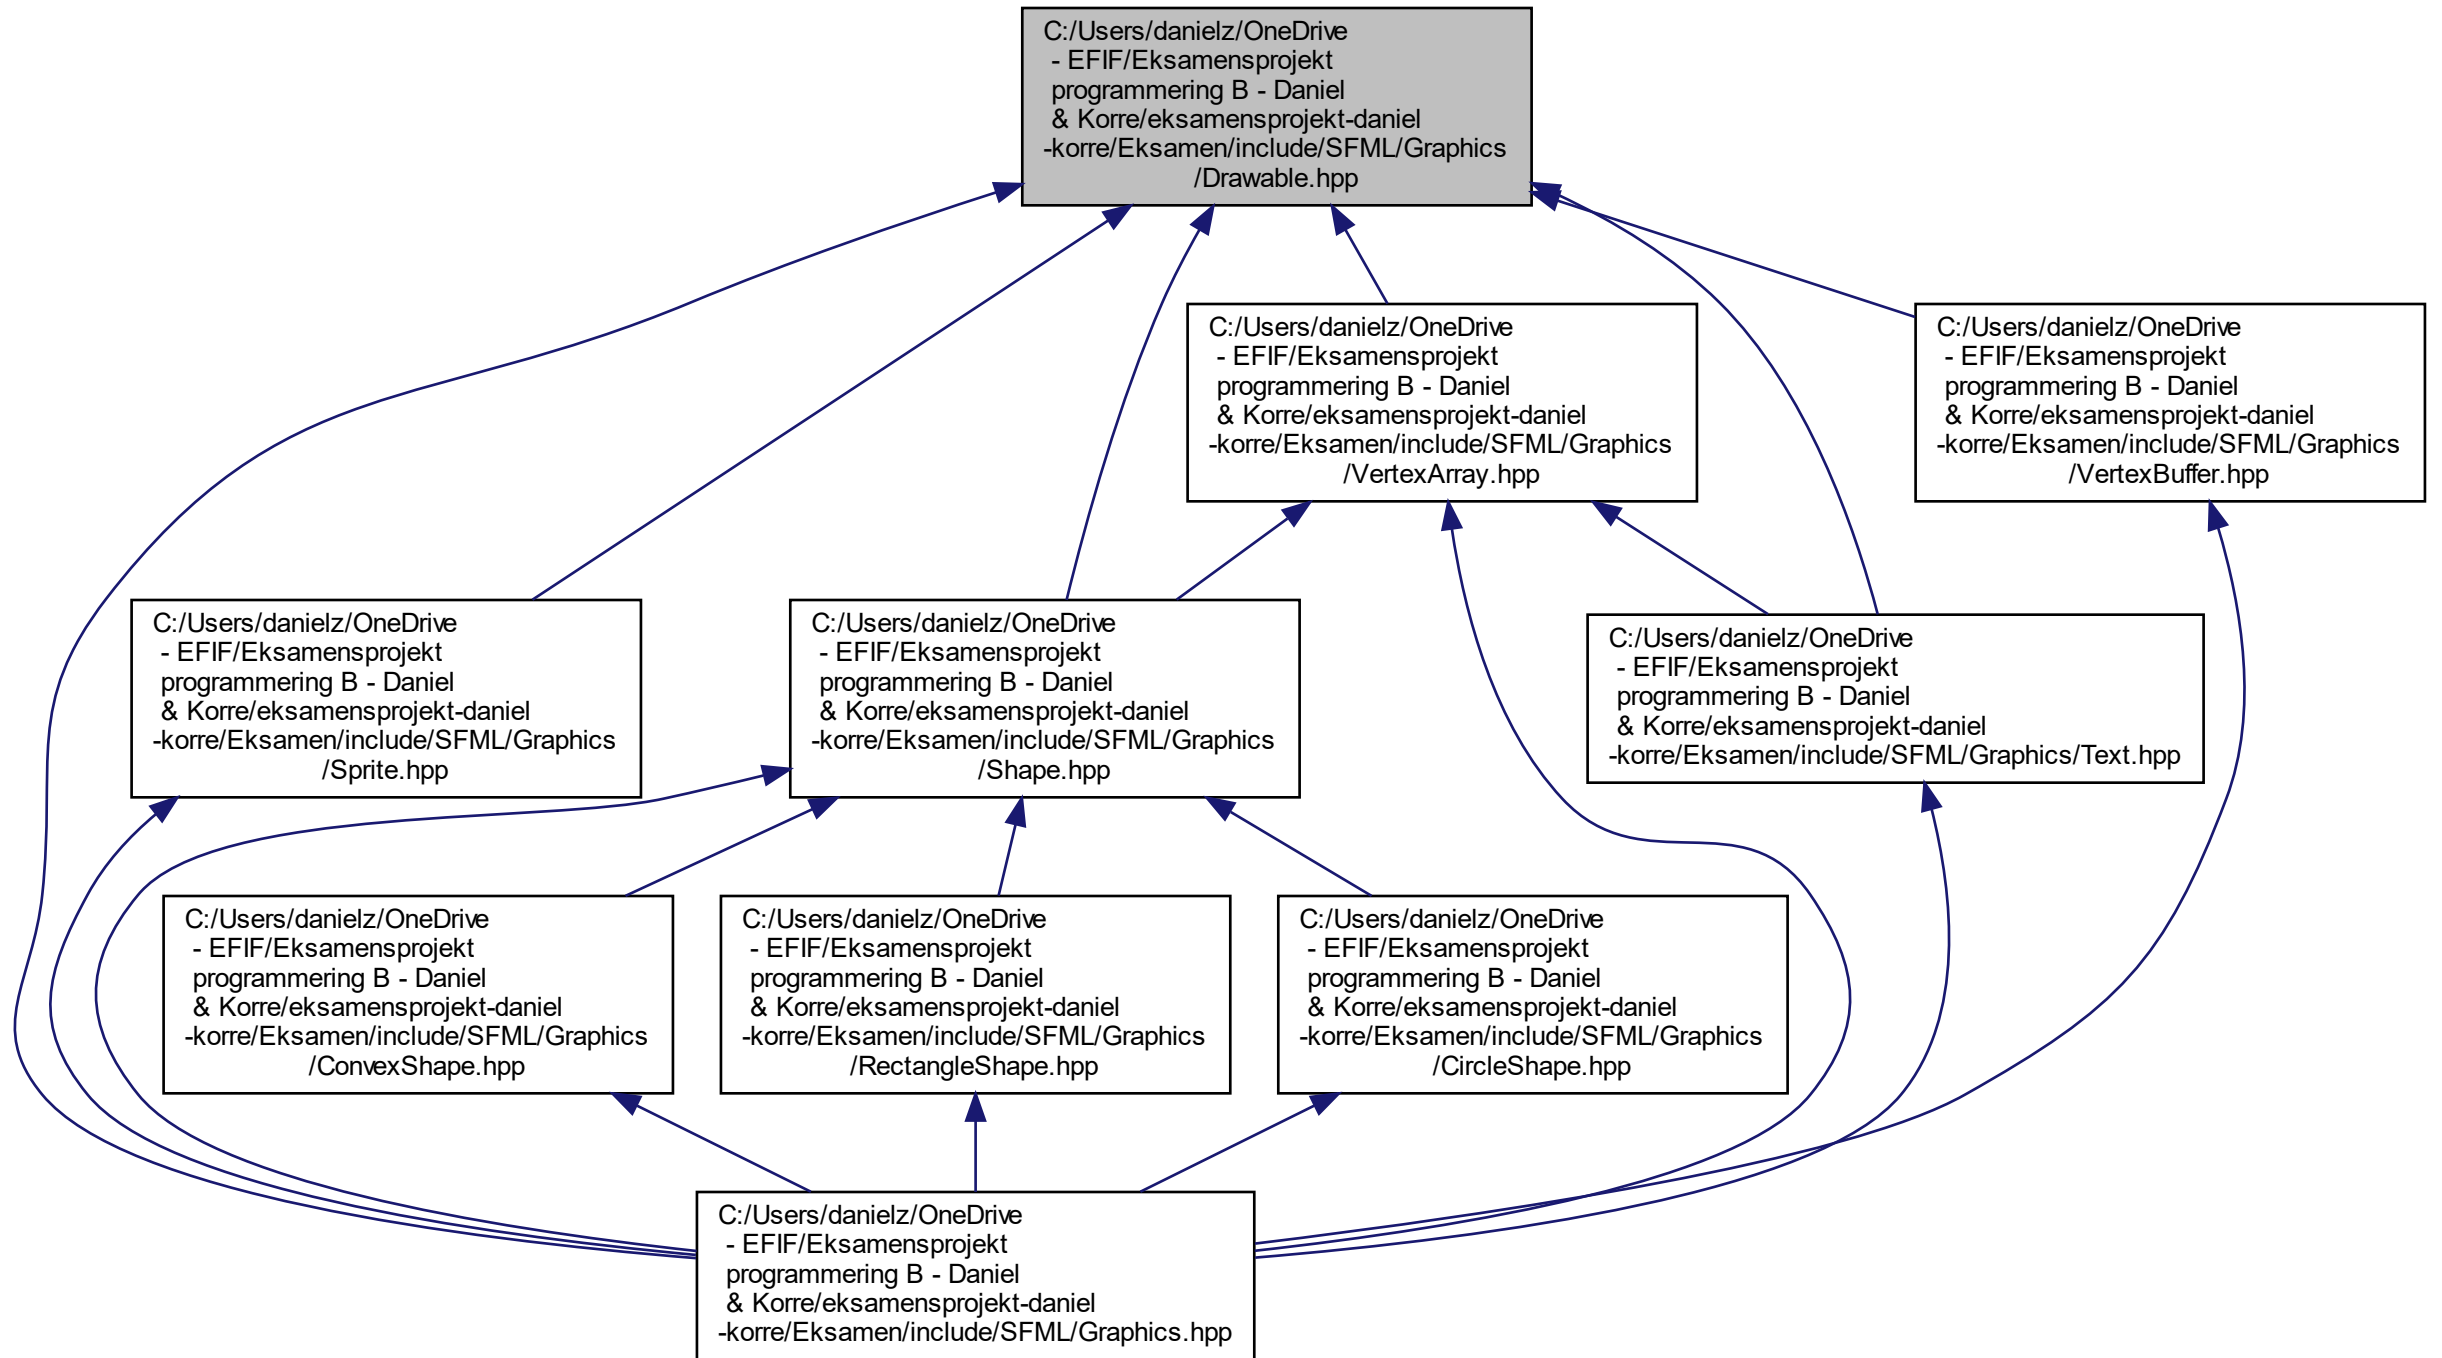 C:/Users/danielz/OneDrive
- EFIF/Eksamensprojekt
programmering B - Daniel
& Korre/eksamensprojekt-daniel
-korre/Eksamen/include/SFML/Graphics
/Drawable.hpp
C:/Users/danielz/OneDrive
- EFIF/Eksamensprojekt
programmering B - Daniel
& Korre/eksamensprojekt-daniel
-korre/Eksamen/include/SFML/Graphics
/VertexArray.hpp
C:/Users/danielz/OneDrive
- EFIF/Eksamensprojekt
programmering B - Daniel
& Korre/eksamensprojekt-daniel
-korre/Eksamen/include/SFML/Graphics
/VertexBuffer.hpp
C:/Users/danielz/OneDrive
- EFIF/Eksamensprojekt
programmering B - Daniel
& Korre/eksamensprojekt-daniel
-korre/Eksamen/include/SFML/Graphics
/Sprite.hpp
C:/Users/danielz/OneDrive
- EFIF/Eksamensprojekt
programmering B - Daniel
& Korre/eksamensprojekt-daniel
-korre/Eksamen/include/SFML/Graphics
/Shape.hpp
C:/Users/danielz/OneDrive
- EFIF/Eksamensprojekt
programmering B - Daniel
& Korre/eksamensprojekt-daniel
-korre/Eksamen/include/SFML/Graphics/Text.hpp
C:/Users/danielz/OneDrive
- EFIF/Eksamensprojekt
programmering B - Daniel
& Korre/eksamensprojekt-daniel
-korre/Eksamen/include/SFML/Graphics
/ConvexShape.hpp
C:/Users/danielz/OneDrive
- EFIF/Eksamensprojekt
programmering B - Daniel
& Korre/eksamensprojekt-daniel
-korre/Eksamen/include/SFML/Graphics
/RectangleShape.hpp
C:/Users/danielz/OneDrive
- EFIF/Eksamensprojekt
programmering B - Daniel
& Korre/eksamensprojekt-daniel
-korre/Eksamen/include/SFML/Graphics
/CircleShape.hpp
C:/Users/danielz/OneDrive
- EFIF/Eksamensprojekt
programmering B - Daniel
& Korre/eksamensprojekt-daniel
-korre/Eksamen/include/SFML/Graphics.hpp